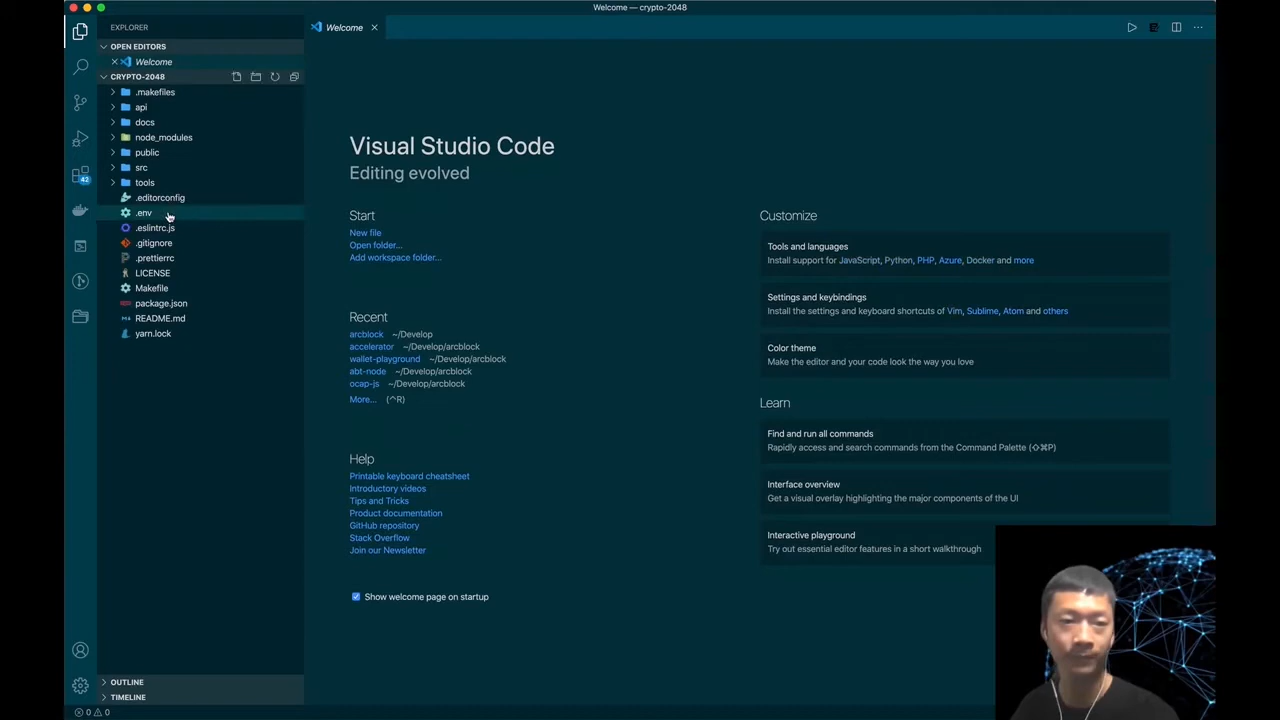 Welcome — crypto-2048
EXPLORER
OPEN EDITORS
Welcome
CRYPTO-2048
.makefiles
api
docs
node_modules
public
src
tools
.editorconfig
.env
.eslintrc.js
.gitignore
.prettierrc
LICENSE
Makefile
package.json
README.md
yarn.lock
OUTLINE
TIMELINE
42
0 0
Welcome
Visual Studio Code
Editing evolved
Start
New file
Open folder...
Add workspace folder...
Recent
arcblock ~/Develop
accelerator ~/Develop/arcblock
wallet-playground ~/Develop/arcblock
abt-node ~/Develop/arcblock
ocap-js ~/Develop/arcblock
More... (^R)
Help
Printable keyboard cheatsheet
Introductory videos
Tips and Tricks
Product documentation
GitHub repository
Stack Overflow
Join our Newsletter
Show welcome page on startup
Customize
Tools and languages
Install support for JavaScript, Python, PHP, Azure, Docker and more
Settings and keybindings
Install the settings and keyboard shortcuts of Vim, Sublime, Atom and others
Color theme
Make the editor and your code look the way you love
Learn
Find and run all commands
Rapidly access and search commands from the Command Palette (⇧⌘P)
Interface overview
Get a visual overlay highlighting the major components of the UI
Interactive playground
Try out essential editor features in a short walkthrough